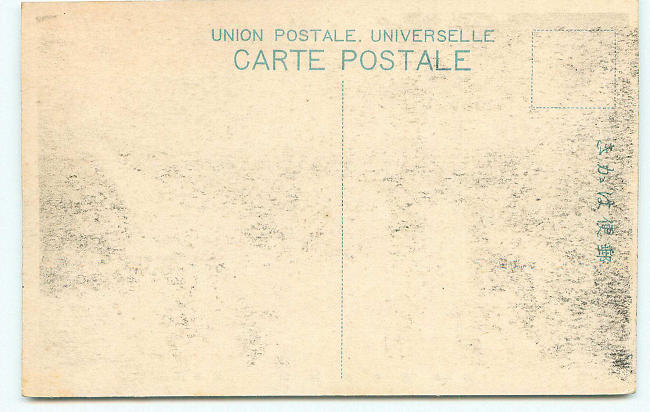 UNION POSTALE. UNIVERSELLE
CARTE POSTALE
郵便はかき